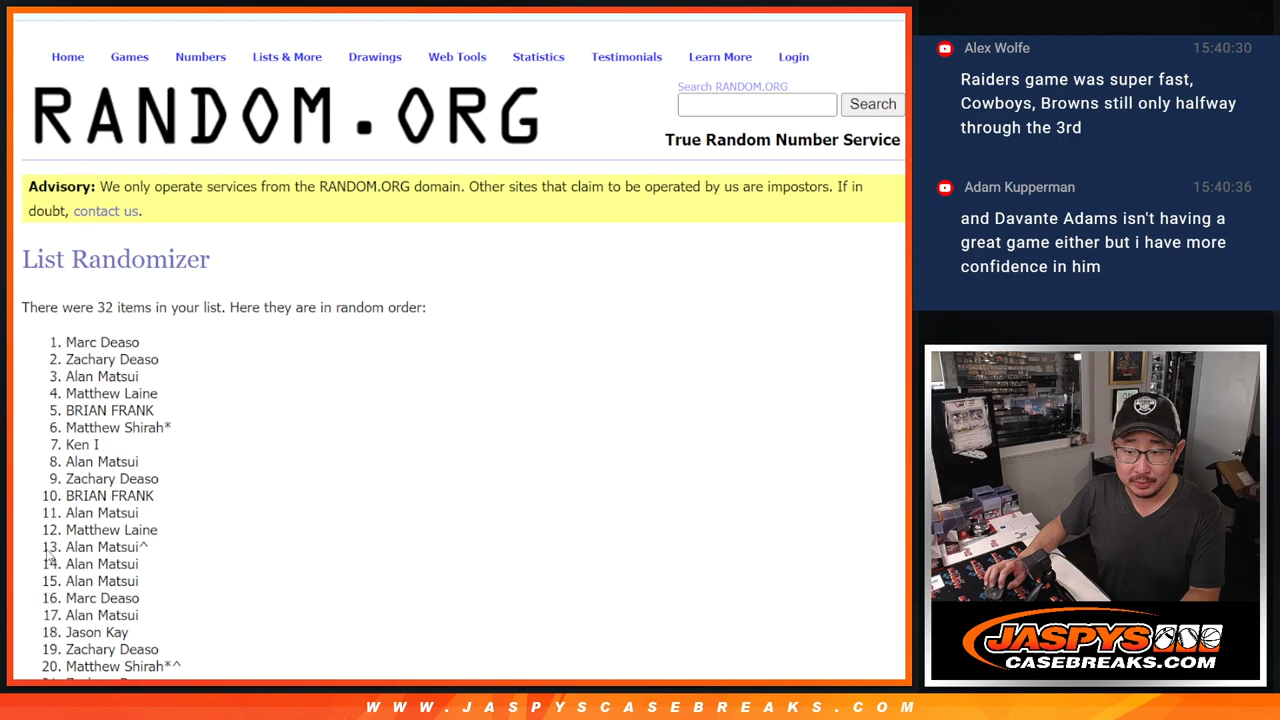 Home Games Numbers Lists & More Drawings Web Tools Statistics Testimonials Learn More Login
RANDOM.ORG
Search RANDOM.ORG
Search
True Random Number Service
Advisory: We only operate services from the RANDOM.ORG domain. Other sites that claim to be operated by us are impostors. If in
doubt, contact us.
List Randomizer
There were 32 items in your list. Here they are in random order:
1. Marc Deaso
2. Zachary Deaso
3. Alan Matsui
4. Matthew Laine
5. BRIAN FRANK
6. Matthew Shirah*
7. Ken I
8. Alan Matsui
9. Zachary Deaso
10. BRIAN FRANK
11. Alan Matsui
12. Matthew Laine
13. Alan Matsui^
14. Alan Matsui
15. Alan Matsui
16. Marc Deaso
17. Alan Matsui
18. Jason Kay
19. Zachary Deaso
20. Matthew Shirah*^
Alex Wolfe 15:40:30
Raiders game was super fast,
Cowboys, Browns still only halfway
through the 3rd
Adam Kupperman 15:40:36
and Davante Adams isn't having a
great game either but i have more
confidence in him
JASPYS
CASEBREAKS.COM
WWW.JASPYSCASEBREAKS.COM